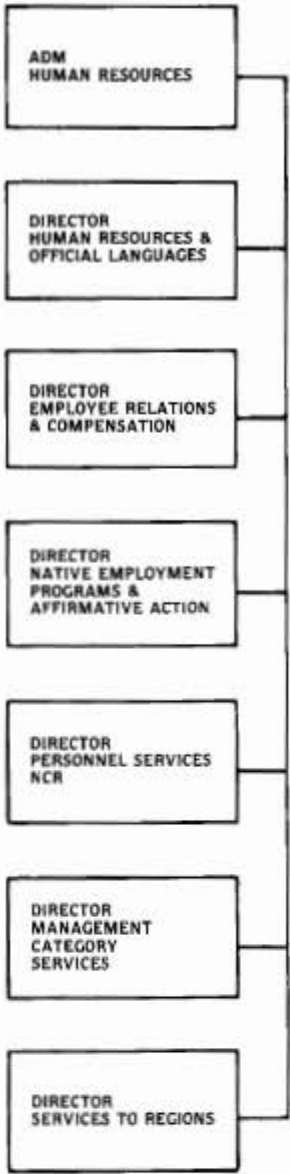 ADM
HUMAN RESOURCES
DIRECTOR
HUMAN RESOURCES &
OFFICIAL LANGUAGES
DIRECTOR
EMPLOYEE RELATIONS
& COMPENSATION
DIRECTOR
NATIVE EMPLOYMENT
PROGRAMS &
AFFIRMATIVE ACTION
DIRECTOR
PERSONNEL SERVICES
NCR
DIRECTOR
MANAGEMENT
CATEGORY
SERVICES
DIRECTOR
SERVICES TO REGIONS